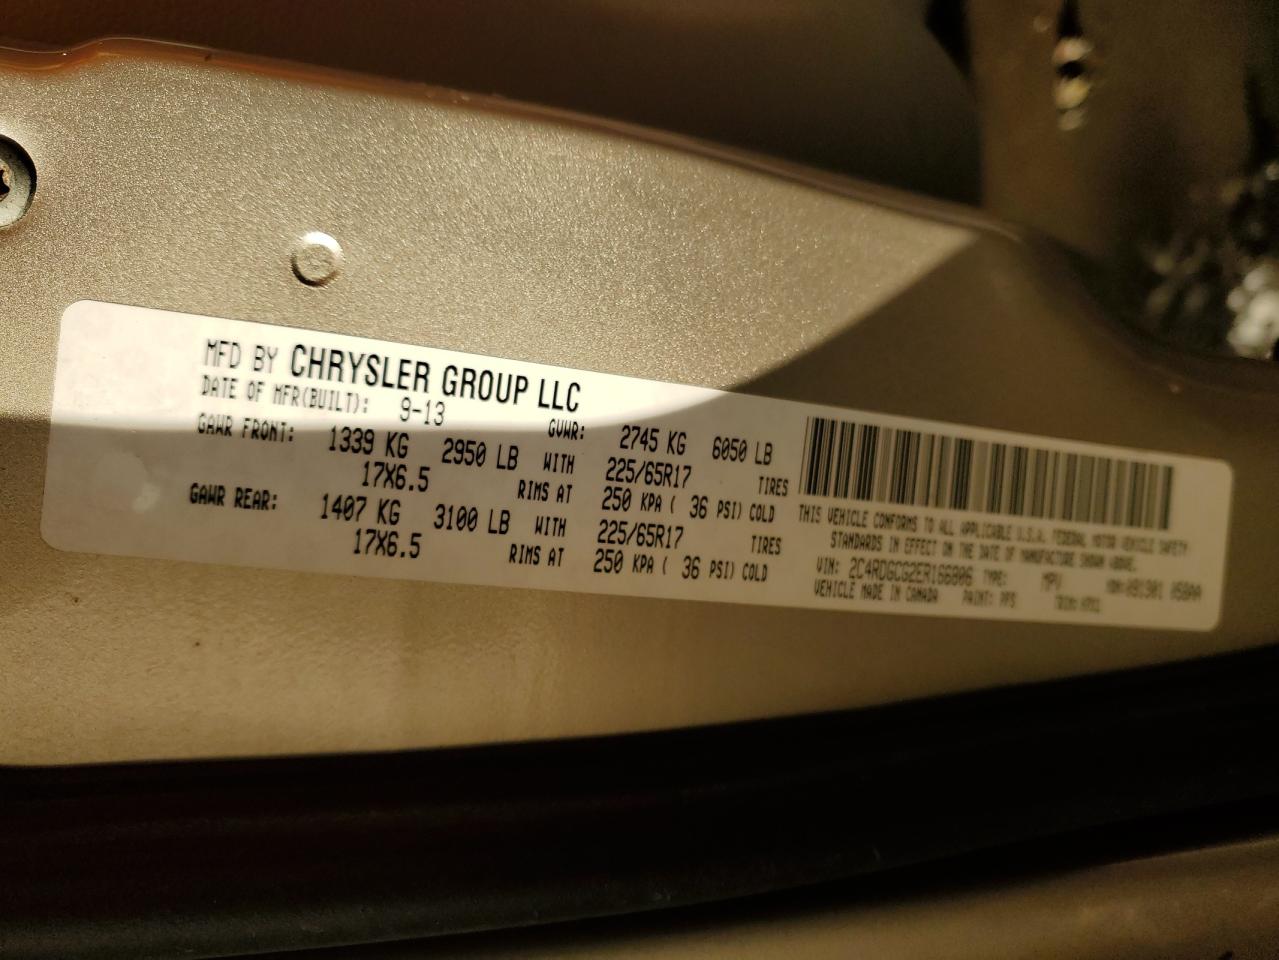 MFD BY CHRYSLER GROUP LLC
DATE OF MFR(BUILT): 9-13 GVWR: 2745 KG 6050 LB
GAWR FRONT: 1339 KG 2950 LB WITH 225/65R17 TIRES
17X6.5 RIMS AT 250 KPA ( 36 PSI) COLD
GAWR REAR: 1407 KG 3100 LB WITH 225/65R17 TIRES
17X6.5 RIMS AT 250 KPA ( 36 PSI) COLD
THIS VEHICLE CONFORMS TO ALL APPLICABLE U.S.A. FEDERAL MOTOR VEHICLE SAFETY
STANDARDS IN EFFECT ON THE DATE OF MANUFACTURE SHOWN ABOVE.
VIN: 2C4RDGCG2ER166806 TYPE: MPV
VEHICLE MADE IN CANADA PAINT: PFS